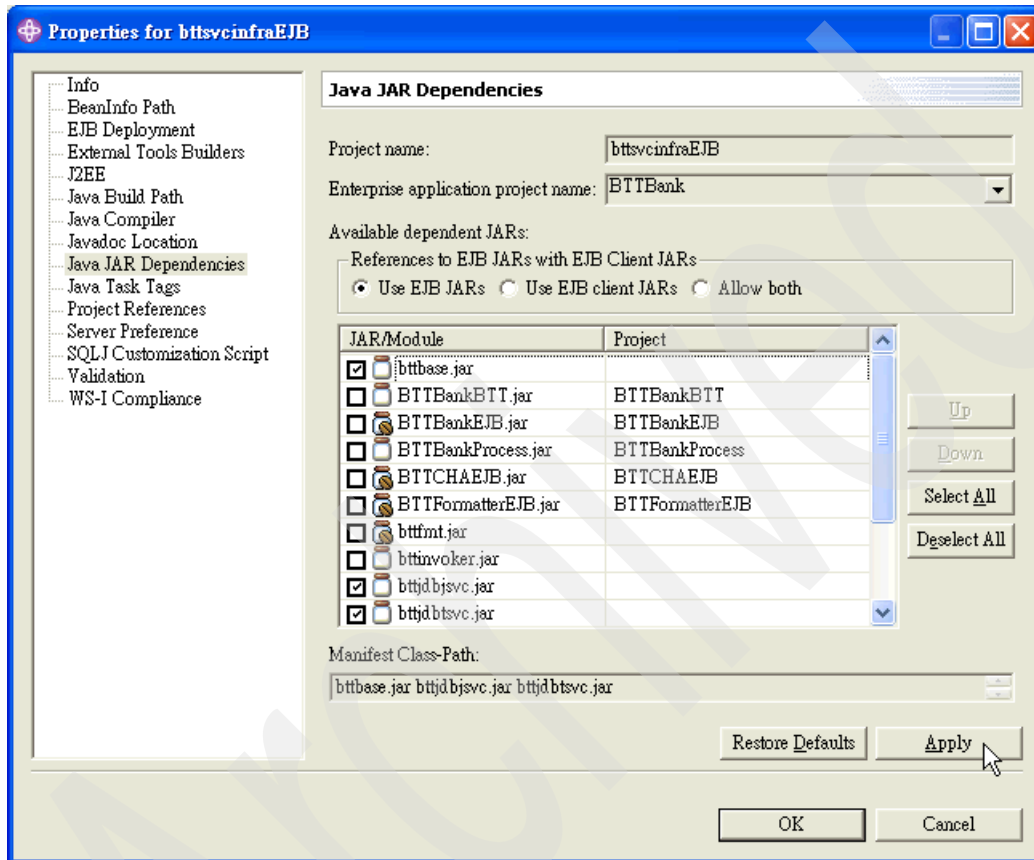 Properties for bttsvcinfraEJB
Info
BeanInfo Path
EJB Deployment
External Tools Builders
J2EE
Java Build Path
Java Compiler
Javadoc Location
Java JAR Dependencies
Java Task Tags
Project References
Server Preference
SQLJ Customization Script
Validation
WS-I Compliance
Java JAR Dependencies
Project name: bttsvcinfraEJB
Enterprise application project name: BTTBank
Available dependent JARs:
References to EJB JARs with EJB Client JARs
Use EJB JARs Use EJB client JARs Allow both
JAR/Module Project
bttbase.jar
BTTBankBTT.jar BTTBankBTT
BTTBankEJB.jar BTTBankEJB
BTTBankProcess.jar BTTBankProcess
BTTCHAEJB.jar BTTCHAEJB
BTTFormatterEJB.jar BTTFormatterEJB
bttfmt.jar
bttinvoker.jar
bttjdbjsvc.jar
bttjdbtsvc.jar
Up
Down
Select All
Deselect All
Manifest Class-Path:
bttbase.jar bttjdbjsvc.jar bttjdbtsvc.jar
Restore Defaults Apply
OK Cancel
Archived